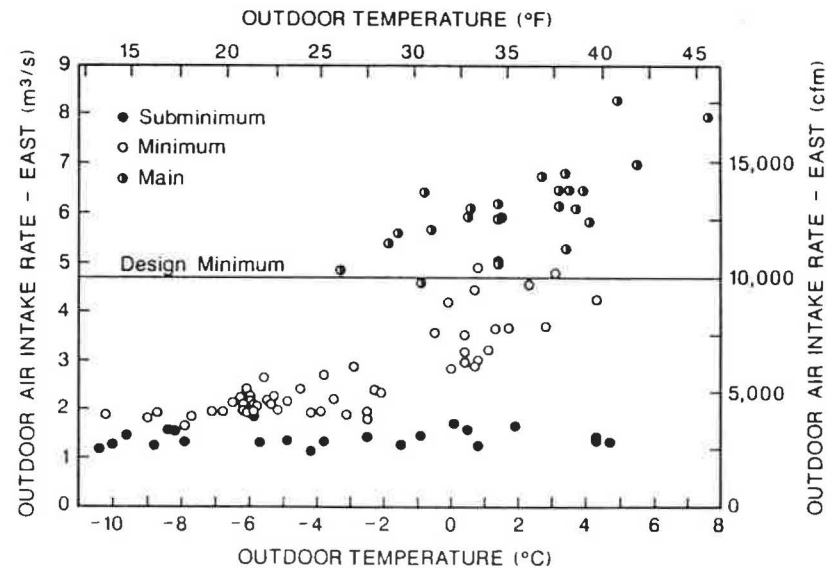 OUTDOOR TEMPERATURE (°F)
15 20 25 30 35 40 45
OUTDOOR AIR INTAKE RATE - EAST (m³/s)
9
8
7
6
5
4
3
2
1
0
● Subminimum
○ Minimum
◑ Main
Design Minimum
15,000
10,000
5,000
0
OUTDOOR AIR INTAKE RATE - EAST (cfm)
-10 -8 -6 -4 -2 0 2 4 6 8
OUTDOOR TEMPERATURE (°C)